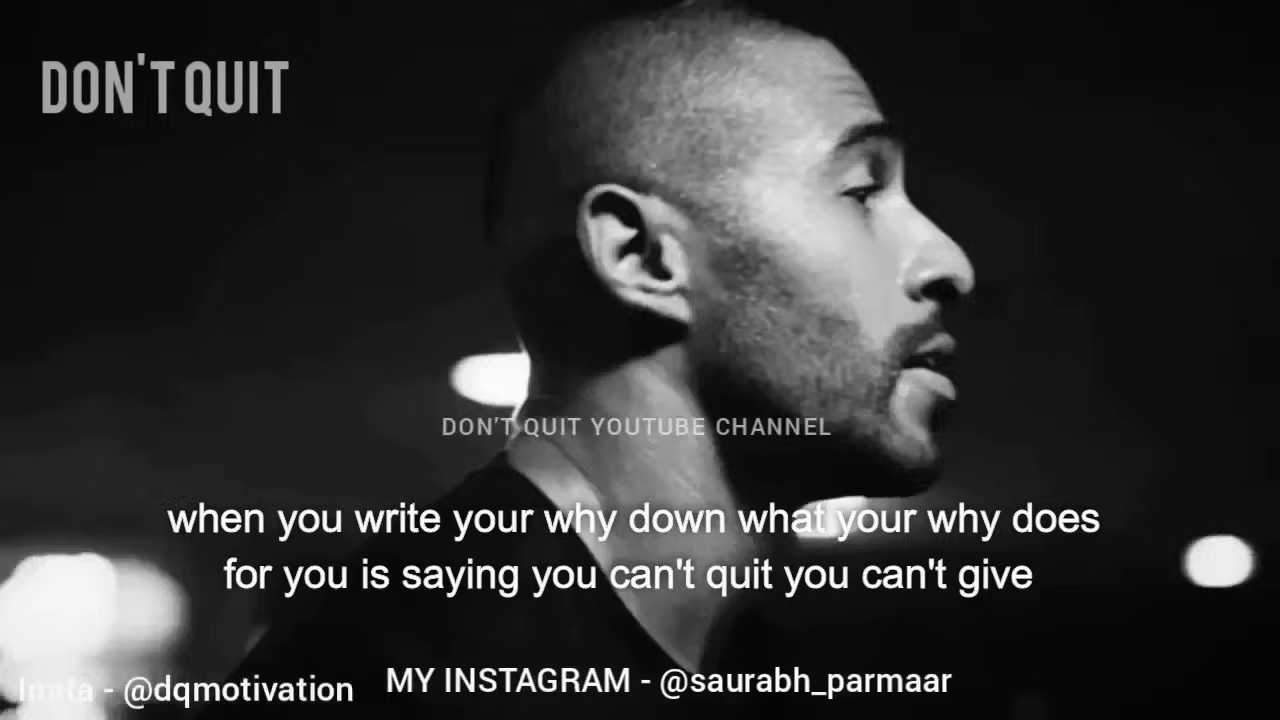 DON'T QUIT
DON'T QUIT YOUTUBE CHANNEL
when you write your why down what your why does
for you is saying you can't quit you can't give
Insta - @dqmotivation
MY INSTAGRAM - @saurabh_parmaar